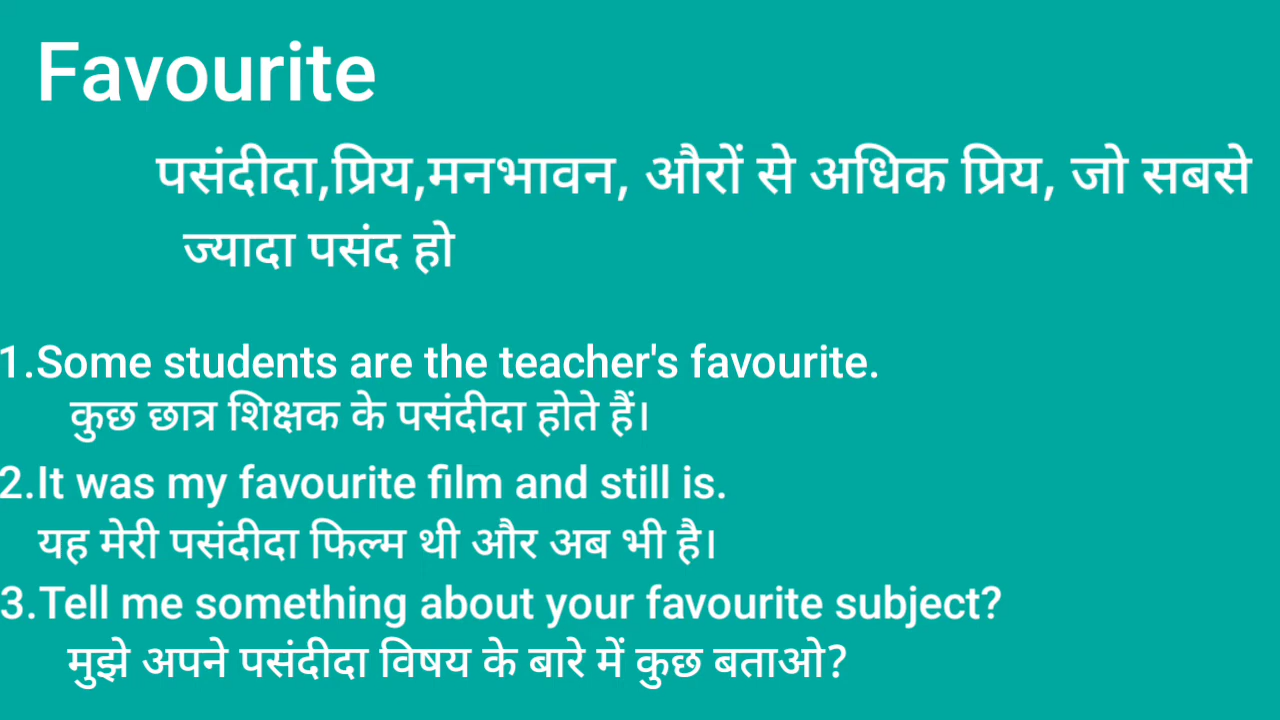 Favourite
पसंदीदा,प्रिय,मनभावन, औरों से अधिक प्रिय, जो सबसे
ज्यादा पसंद हो
1.Some students are the teacher's favourite.
कुछ छात्र शिक्षक के पसंदीदा होते हैं।
2.It was my favourite film and still is.
यह मेरी पसंदीदा फिल्म थी और अब भी है।
3.Tell me something about your favourite subject?
मुझे अपने पसंदीदा विषय के बारे में कुछ बताओ?